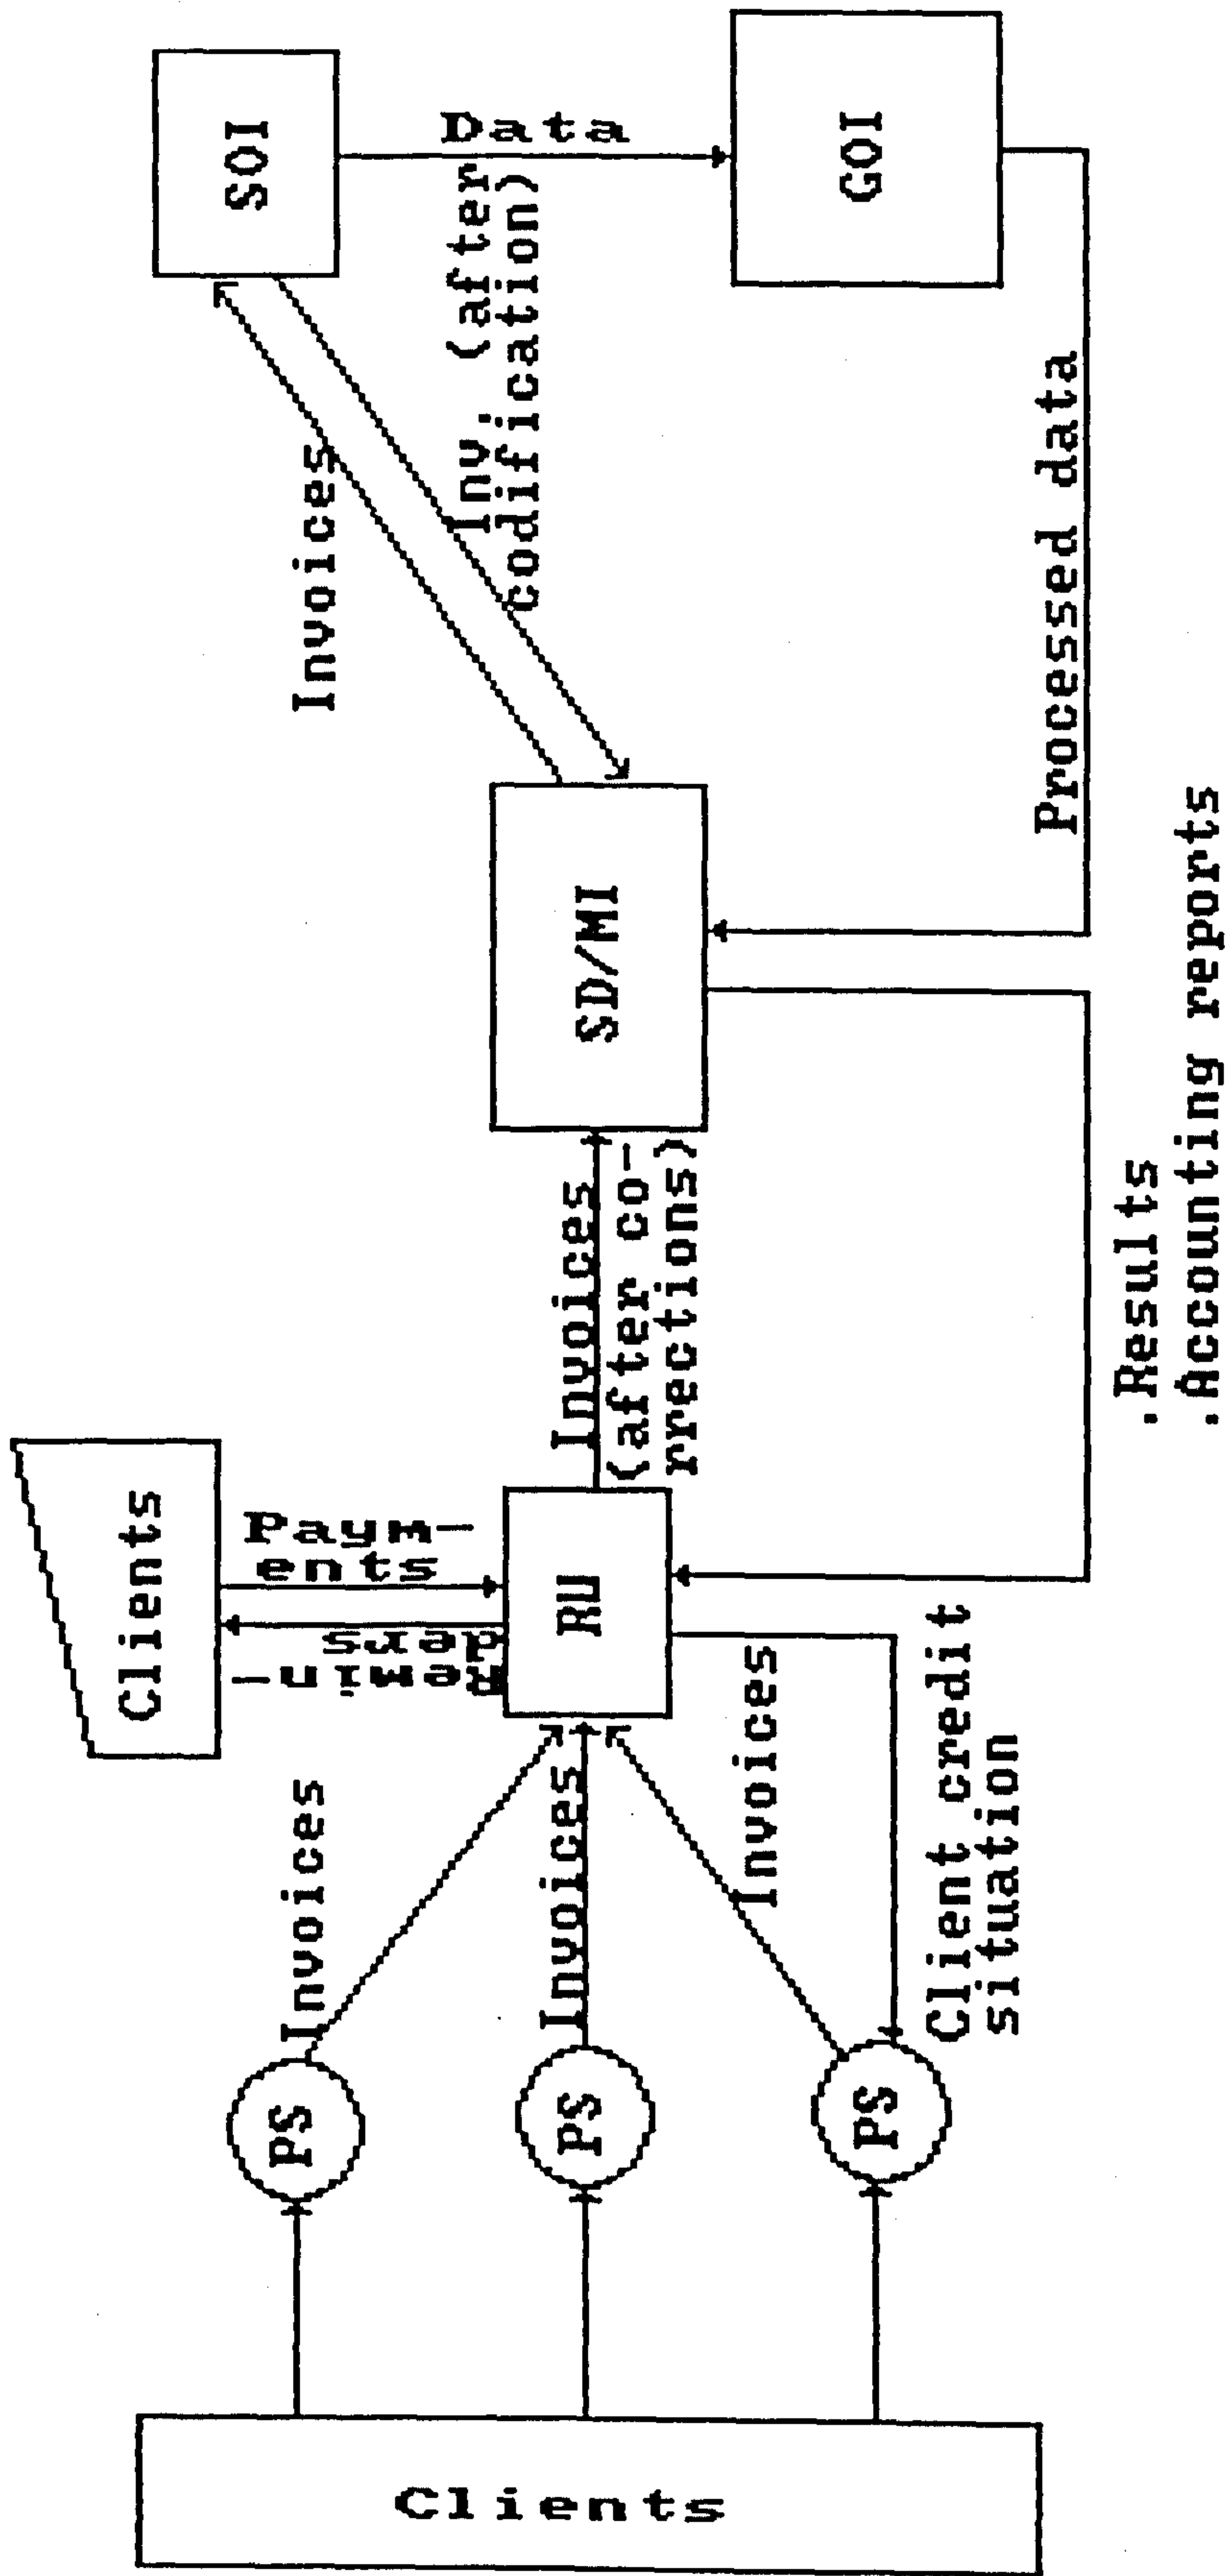 Clients
PS
PS
PS
Invoices
Invoices
Invoices
Client credit
situation
Clients
Paym-
ents
Remin-
ders
RU
Invoices
(after co-
rrections)
SD/MI
.Results
.Accounting reports
Invoices
Inv. (after
codification)
Processed data
SOI
Data
GOI